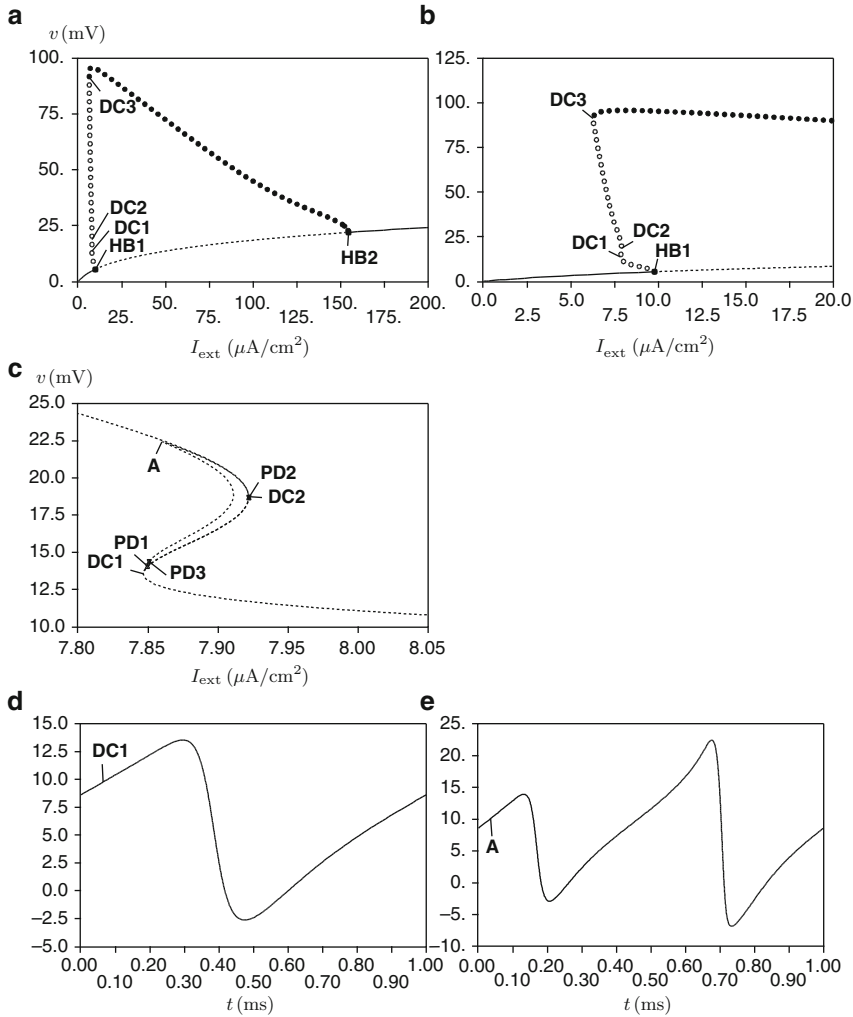 a
b
v (mV)
100.
75.
50.
25.
0.
DC3
DC2
DC1
HB1
HB2
0. 50. 100. 150. 200.
25. 75. 125. 175.
I_ext (μA/cm²)
125.
100.
75.
50.
25.
0.
DC3
DC2
DC1
HB1
0.0 5.0 10.0 15.0 20.0
2.5 7.5 12.5 17.5
I_ext (μA/cm²)
c
v (mV)
25.0
22.5
20.0
17.5
15.0
12.5
10.0
A
PD2
DC2
PD1
DC1
PD3
7.80 7.85 7.90 7.95 8.00 8.05
I_ext (μA/cm²)
d
15.0
12.5
10.0
7.5
5.0
2.5
0.0
−2.5
−5.0
DC1
0.00 0.20 0.40 0.60 0.80 1.00
0.10 0.30 0.50 0.70 0.90
t (ms)
e
25.
20.
15.
10.
5.
0.
−5.
−10.
A
0.00 0.20 0.40 0.60 0.80 1.00
0.10 0.30 0.50 0.70 0.90
t (ms)